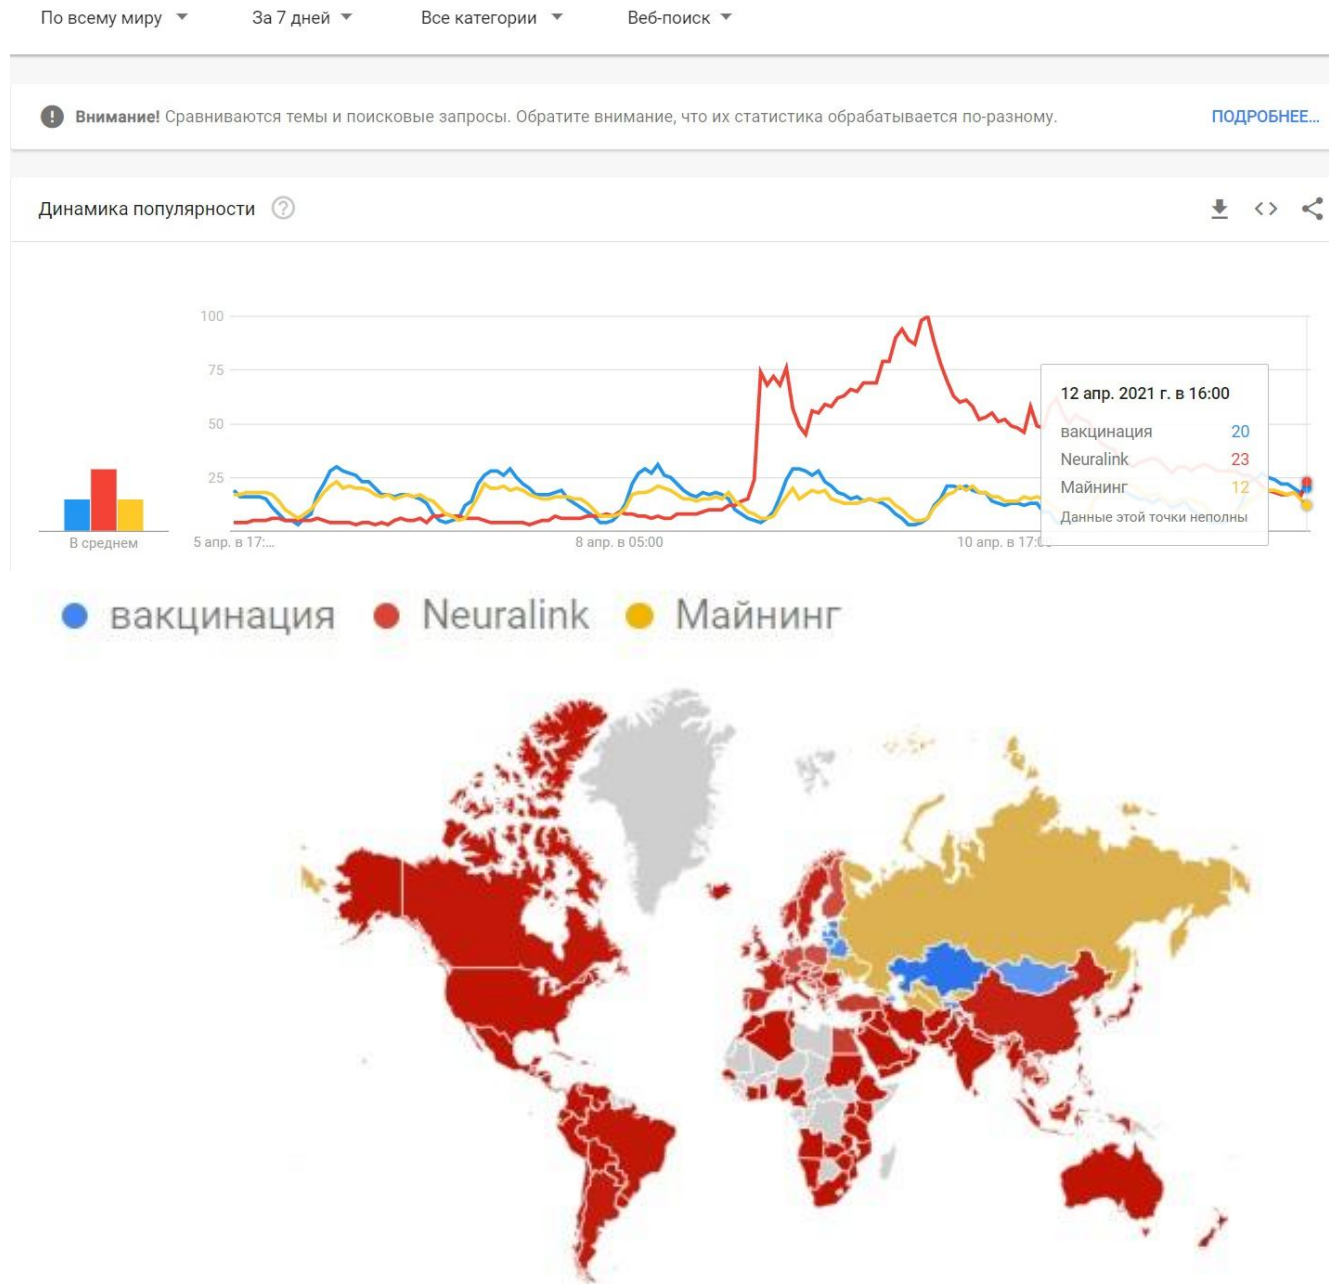 По всему миру За 7 дней Все категории Веб-поиск
Внимание! Сравниваются темы и поисковые запросы. Обратите внимание, что их статистика обрабатывается по-разному. ПОДРОБНЕЕ...
Динамика популярности ?
100
75
50
25
12 апр. 2021 г. в 16:00
вакцинация 20
Neuralink 23
Майнинг 12
Данные этой точки неполны
В среднем 5 апр. в 17:... 8 апр. в 05:00 10 апр. в 17:0
вакцинация Neuralink Майнинг